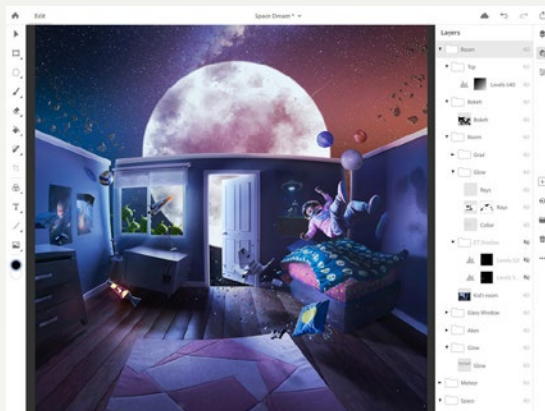 Edit
Space Dream *
Layers
Room
Top
Levels 140
Bokeh
Bokeh
Room
Grad
Glow
Rays
Rays
Color
Kid's room
Glass Window
Alien
Glow
Glow
Meteor
Space